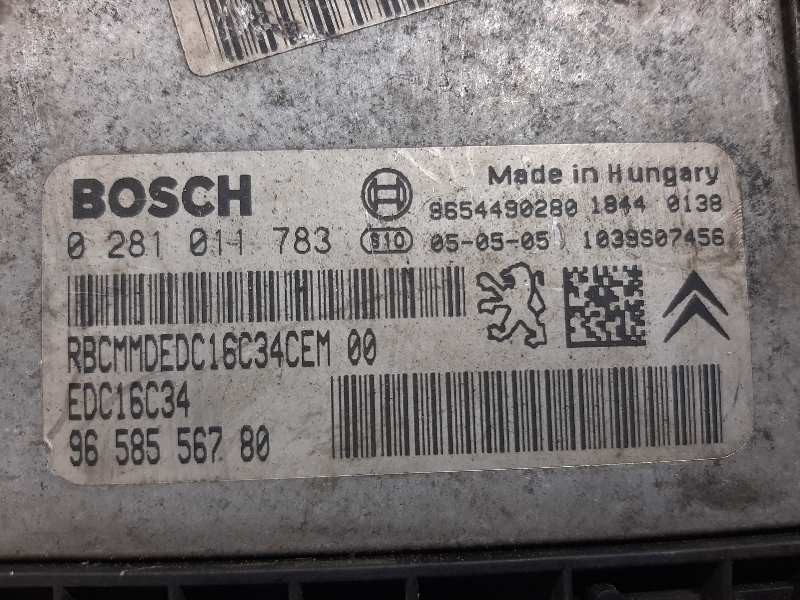 BOSCH
Made in Hungary
9654490280 1844 0138
0 281 011 783 S10 05-05-05 1039S07456
RBCMMDEDC16C34CEM 00
EDC16C34
96 585 567 80